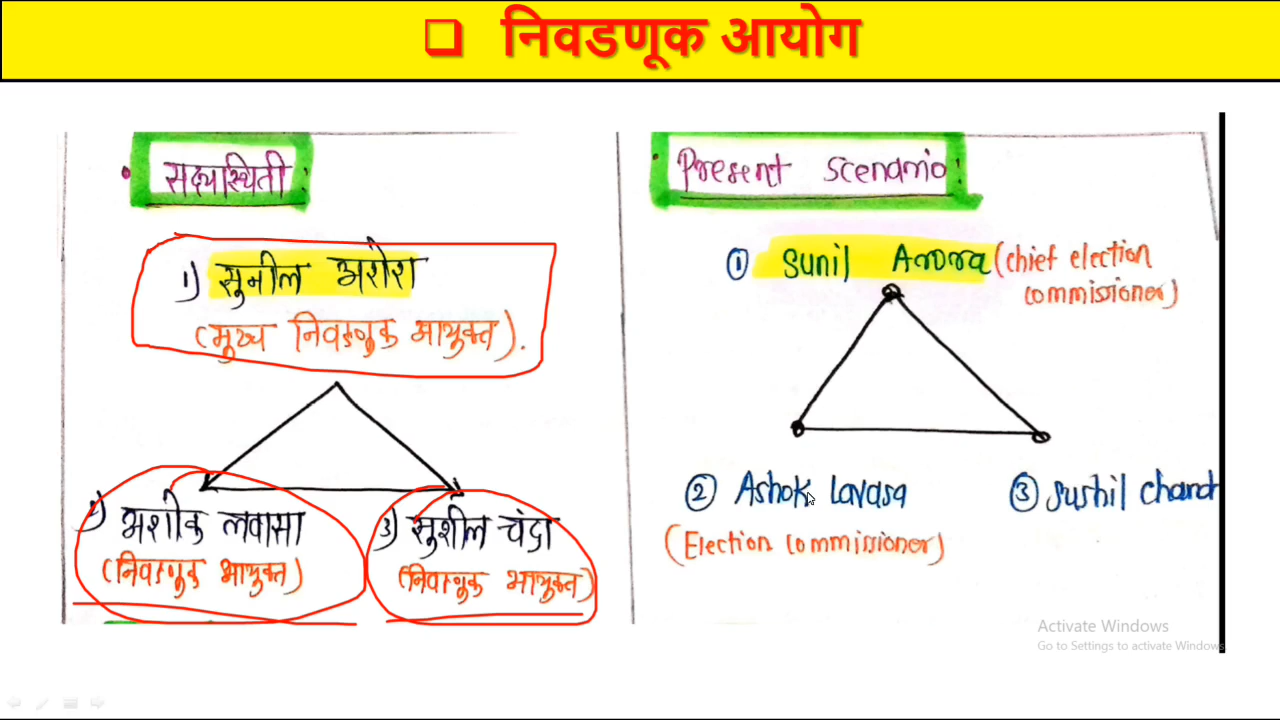 ❑ निवडणूक आयोग
• सद्यस्थिती :
1) सुनील अरोरा
(मुख्य निवडणूक आयुक्त).
2) अशोक लवासा
(निवडणूक आयुक्त)
3) सुशील चंद्रा
(निवडणूक आयुक्त)
• Present scenario :
① Sunil Arora (chief election
commissioner)
② Ashok Lavasa
(Election commissioner)
③ Sushil chand
Activate Windows
Go to Settings to activate Windows.